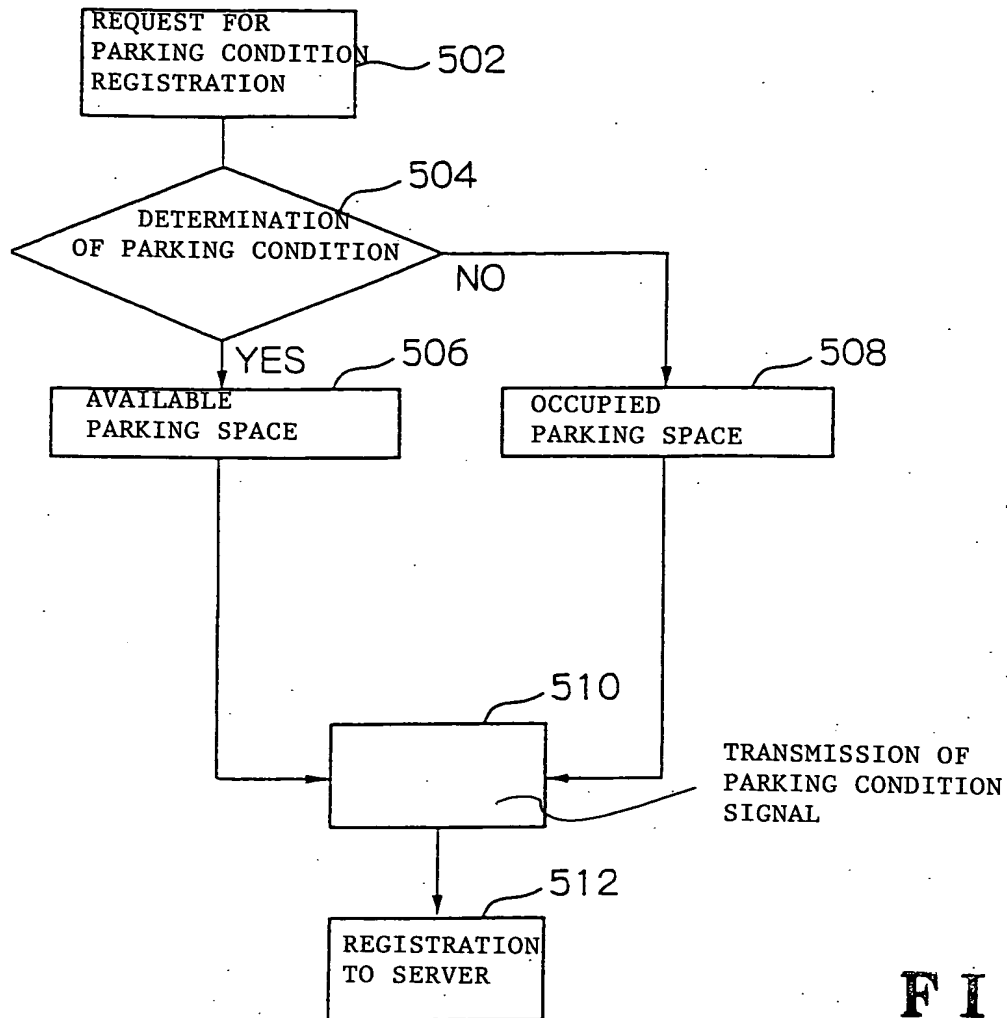 REQUEST FOR
PARKING CONDITION
REGISTRATION
502
504
DETERMINATION
OF PARKING CONDITION
NO
YES
506
508
AVAILABLE
PARKING SPACE
OCCUPIED
PARKING SPACE
510
TRANSMISSION OF
PARKING CONDITION
SIGNAL
512
REGISTRATION
TO SERVER
FI